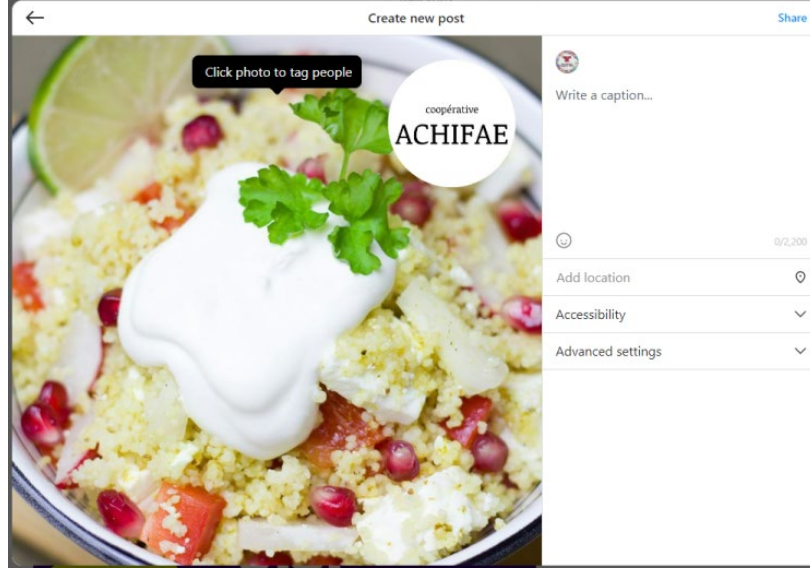 Create new post
Share
Click photo to tag people
coopérative
ACHIFAE
Write a caption...
0/2,200
Add location
Accessibility
Advanced settings